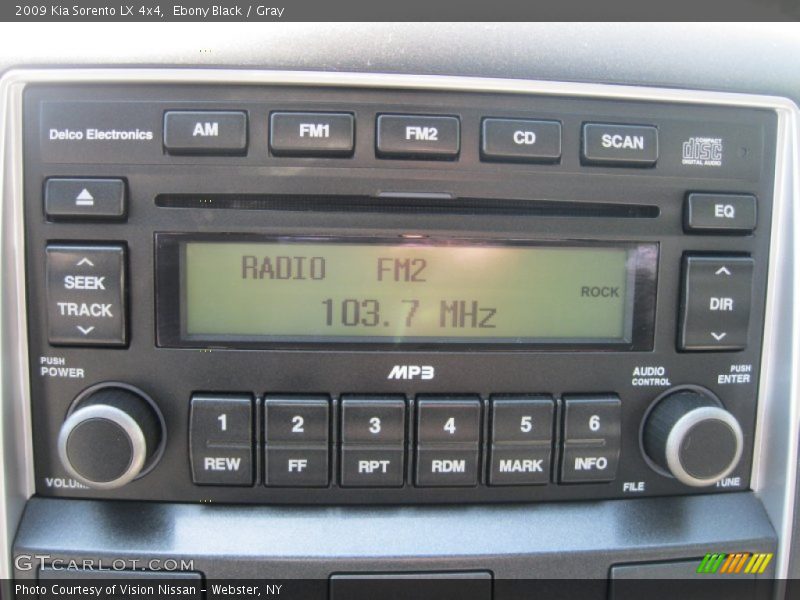 2009 Kia Sorento LX 4x4, Ebony Black / Gray
Delco Electronics
AM
FM1
FM2
CD
SCAN
COMPACT
disc
DIGITAL AUDIO
EQ
SEEK
TRACK
RADIO FM2
103.7 MHz
ROCK
DIR
PUSH
POWER
MP3
AUDIO
CONTROL
PUSH
ENTER
1
REW
2
FF
3
RPT
4
RDM
5
MARK
6
INFO
VOLUME
FILE
TUNE
GTCARLOT.COM
Photo Courtesy of Vision Nissan - Webster, NY